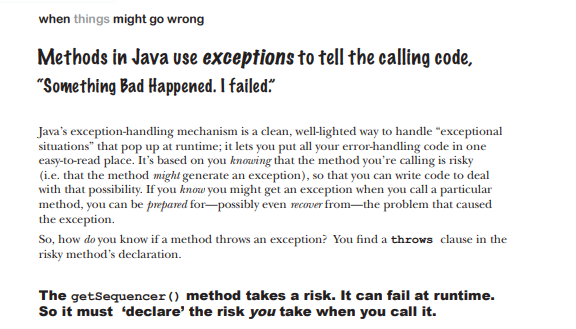 when things might go wrong
Methods in Java use exceptions to tell the calling code,
“Something Bad Happened. I failed.”
Java’s exception-handling mechanism is a clean, well-lighted way to handle “exceptional
situations” that pop up at runtime; it lets you put all your error-handling code in one
easy-to-read place. It’s based on you knowing that the method you’re calling is risky
(i.e. that the method might generate an exception), so that you can write code to deal
with that possibility. If you know you might get an exception when you call a particular
method, you can be prepared for—possibly even recover from—the problem that caused
the exception.
So, how do you know if a method throws an exception? You find a throws clause in the
risky method’s declaration.
The getSequencer() method takes a risk. It can fail at runtime.
So it must ‘declare’ the risk you take when you call it.